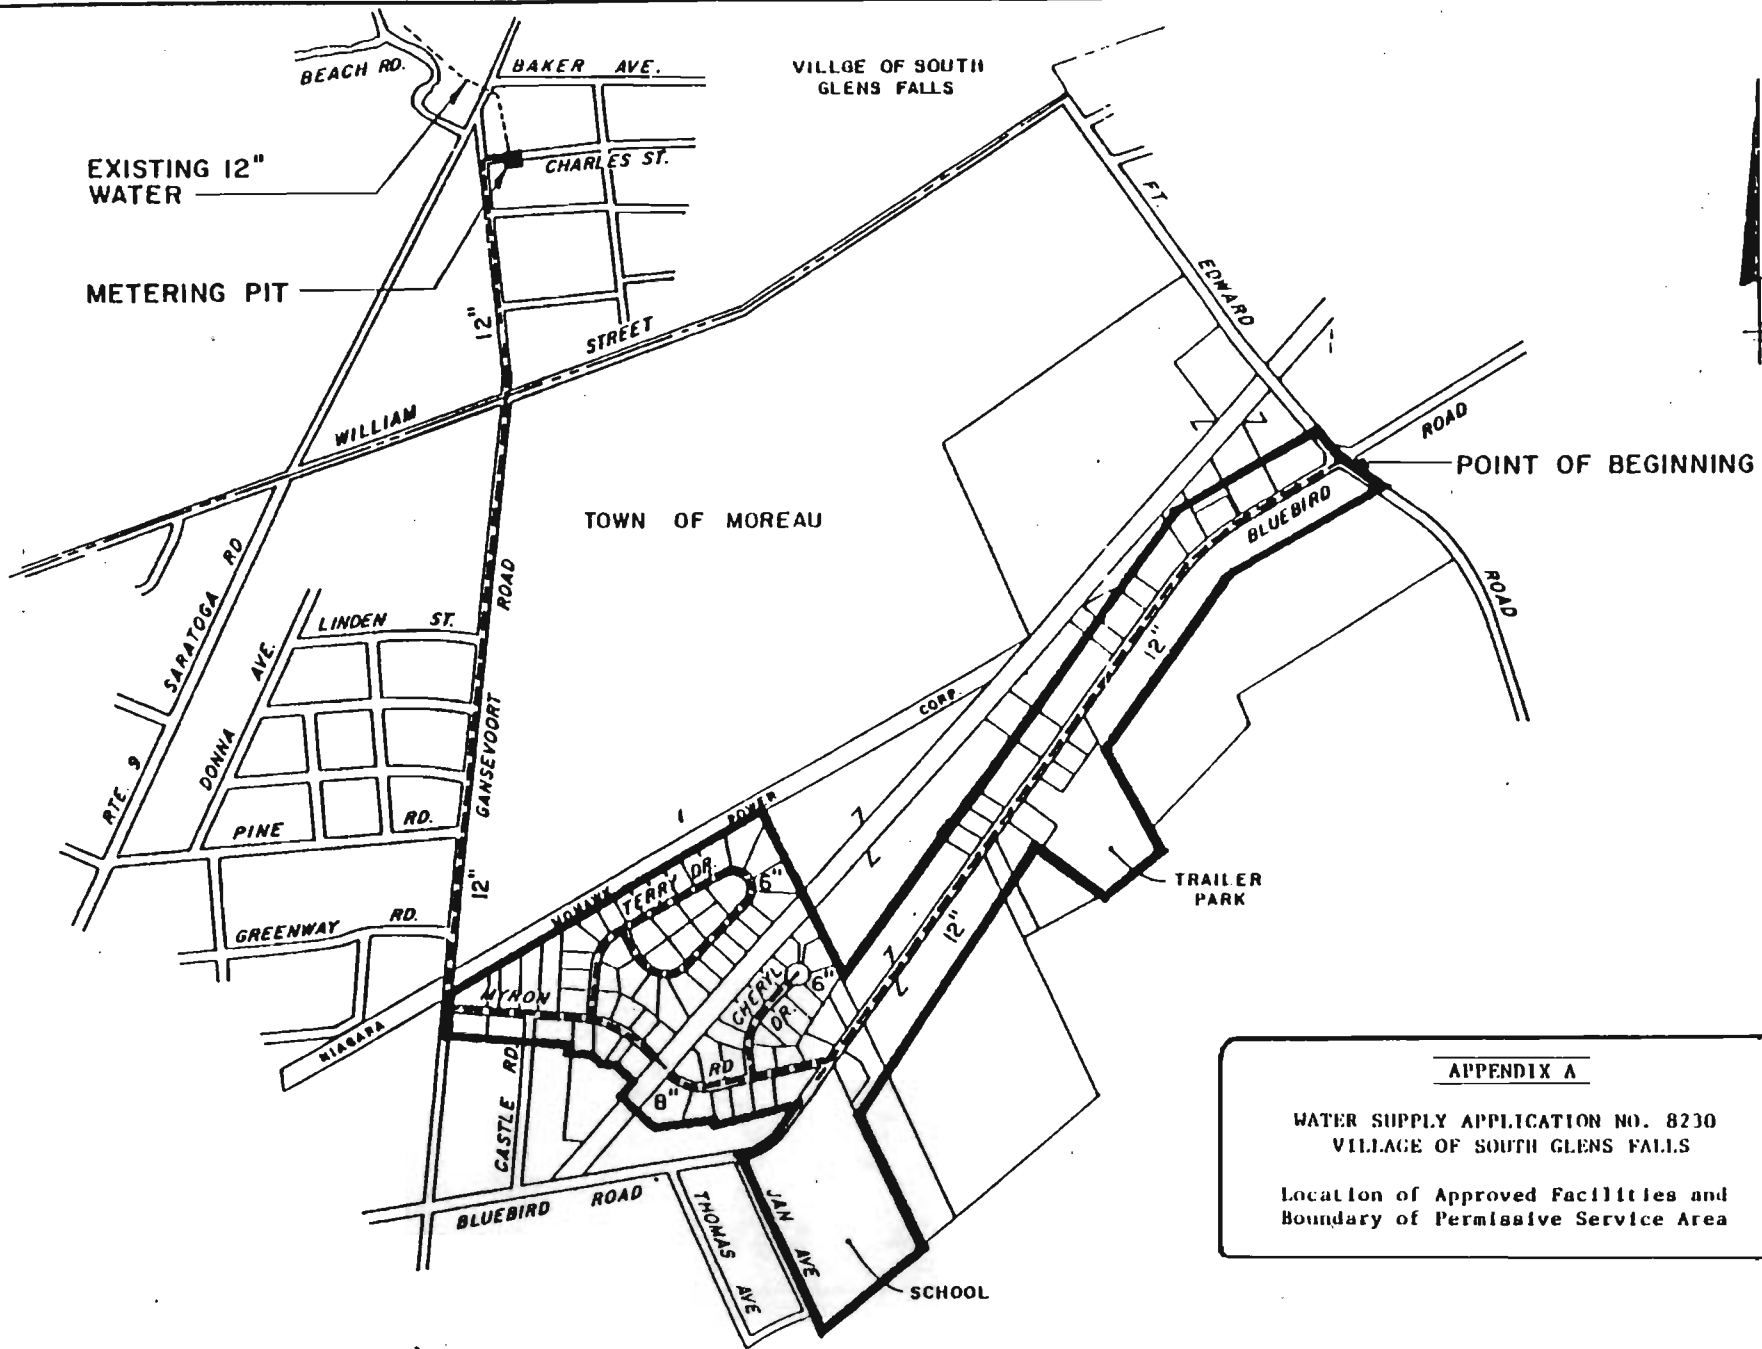 BEACH RD.
BAKER AVE.
VILLGE OF SOUTH
GLENS FALLS
EXISTING 12"
WATER
CHARLES ST.
METERING PIT
12"
FT. EDWARD ROAD
WILLIAM STREET
ROAD
POINT OF BEGINNING
BLUEBIRD
TOWN OF MOREAU
RTE. 9 SARATOGA RD
GANSEVOORT ROAD
LINDEN ST.
DONNA AVE.
12"
PINE RD.
NIAGARA MOHAWK POWER CORP.
12"
GREENWAY RD.
TERRY DR.
6"
TRAILER
PARK
12"
MYRON RD
CHERYL
DR.
6"
8"
CASTLE RD.
BLUEBIRD ROAD
THOMAS AVE
JAN AVE
SCHOOL
APPENDIX A
WATER SUPPLY APPLICATION NO. 8230
VILLAGE OF SOUTH GLENS FALLS
Location of Approved Facilities and
Boundary of Permissive Service Area